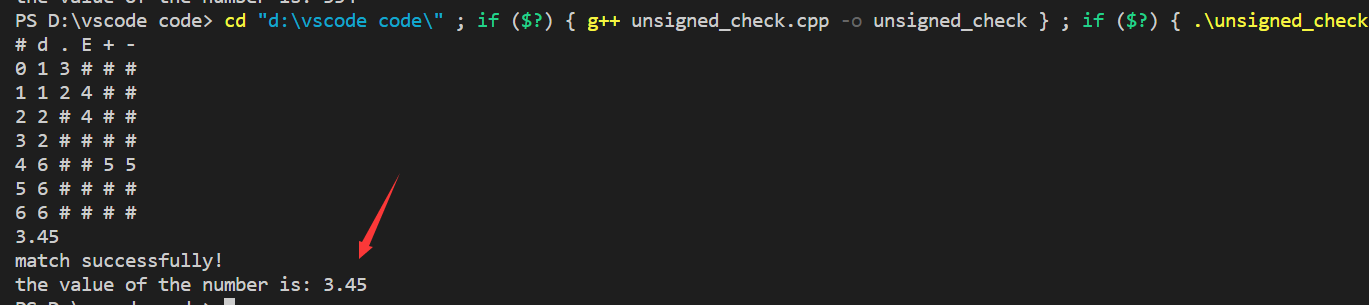 the value of the number is: 354
PS D:\vscode code> cd "d:\vscode code\" ; if ($?) { g++ unsigned_check.cpp -o unsigned_check } ; if ($?) { .\unsigned_check
# d . E + -
0 1 3 # # #
1 1 2 4 # #
2 2 # 4 # #
3 2 # # # #
4 6 # # 5 5
5 6 # # # #
6 6 # # # #
3.45
match successfully!
the value of the number is: 3.45
PS D:\vscode code>